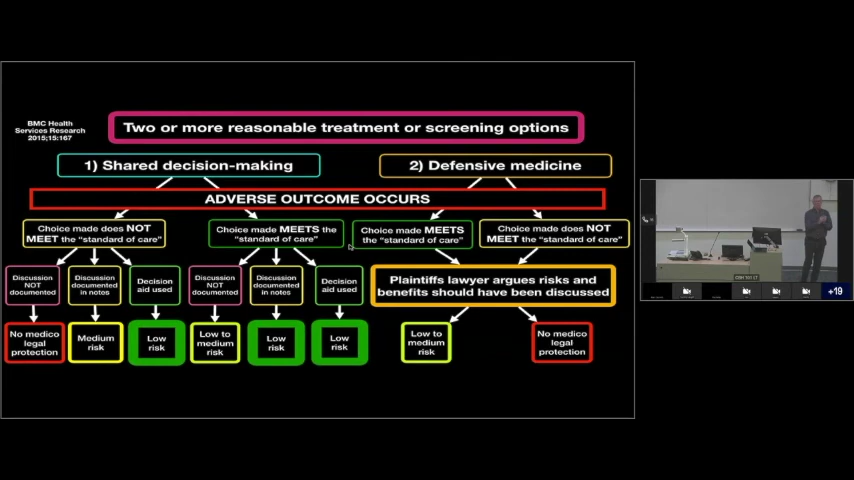 BMC Health
Services Research
2015;15:167
Two or more reasonable treatment or screening options
1) Shared decision-making
2) Defensive medicine
ADVERSE OUTCOME OCCURS
Choice made does NOT
MEET the “standard of care”
Choice made MEETS the
“standard of care”
Choice made MEETS
the “standard of care”
Choice made does NOT
MEET the “standard of care”
Discussion
NOT
documented
Discussion
documented
in notes
Decision
aid used
Discussion
NOT
documented
Discussion
documented
in notes
Decision
aid used
Plaintiffs lawyer argues risks and
benefits should have been discussed
No medico
legal
protection
Medium
risk
Low
risk
Low to
medium
risk
Low
risk
Low
risk
Low to
medium
risk
No medico
legal
protection
+19